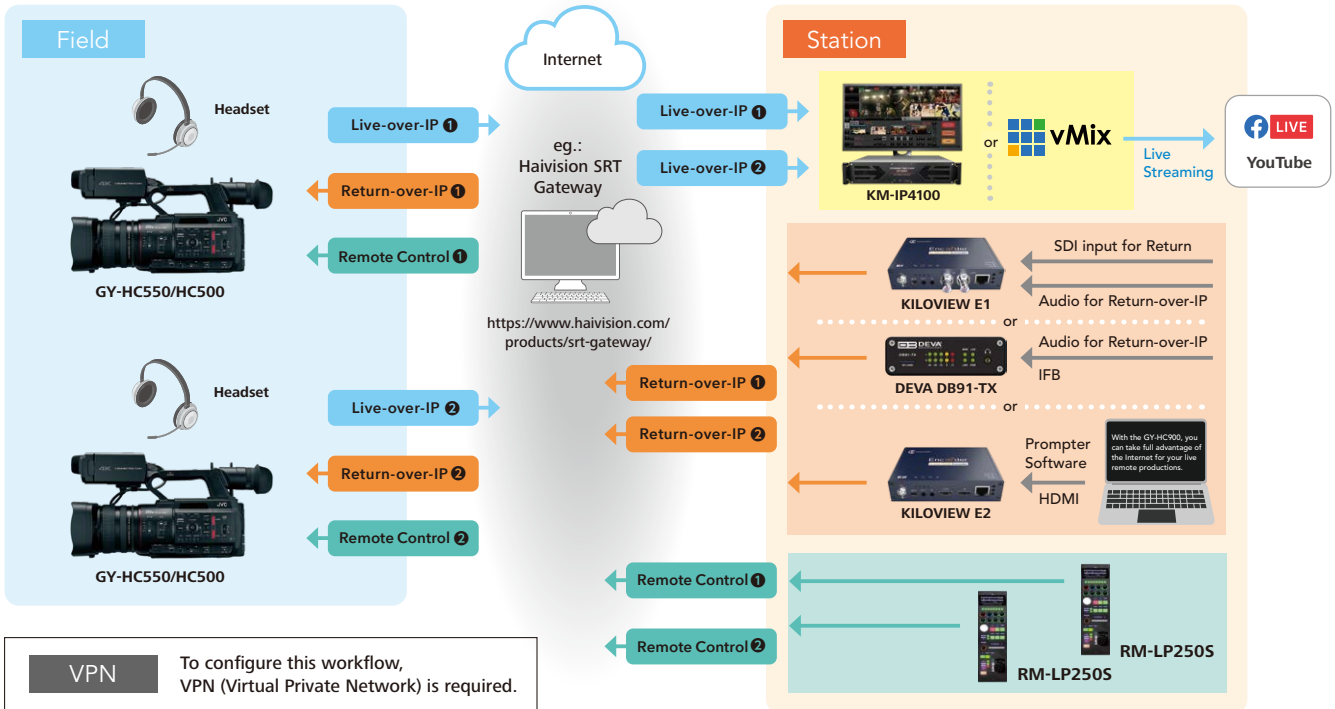 Field
Headset
Live-over-IP ❶
Return-over-IP ❶
Remote Control ❶
GY-HC550/HC500
Headset
Live-over-IP ❷
Return-over-IP ❷
Remote Control ❷
GY-HC550/HC500
VPN
To configure this workflow,
VPN (Virtual Private Network) is required.
Internet
eg.:
Haivision SRT
Gateway
https://www.haivision.com/
products/srt-gateway/
Live-over-IP ❶
Live-over-IP ❷
Return-over-IP ❶
Return-over-IP ❷
Remote Control ❶
Remote Control ❷
Station
KM-IP4100
or
vMix
Live
Streaming
LIVE
YouTube
KILOVIEW E1
SDI input for Return
Audio for Return-over-IP
or
DEVA
DB91-TX
DEVA DB91-TX
Audio for Return-over-IP
IFB
or
KILOVIEW E2
Prompter
Software
HDMI
With the GY-HC900, you
can take full advantage of
the Internet for your live
remote productions.
RM-LP250S
RM-LP250S